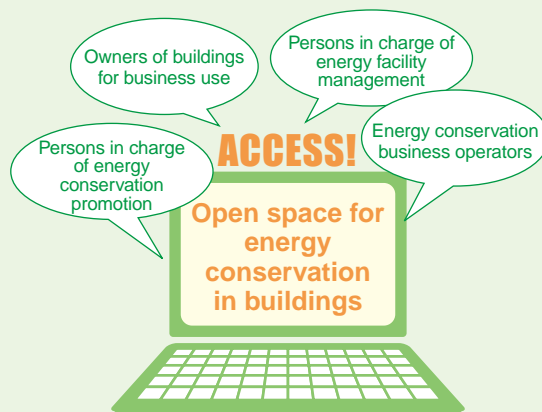 Owners of buildings
for business use
Persons in charge of
energy facility
management
Persons in charge
of energy
conservation
promotion
ACCESS!
Energy conservation
business operators
Open space for
energy
conservation
in buildings